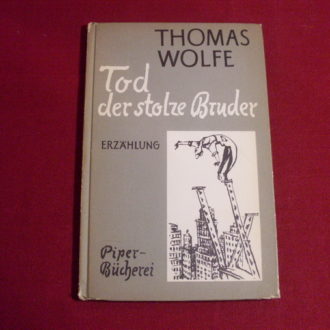 THOMAS
WOLFE
Tod
der stolze Bruder
ERZÄHLUNG
Piper-
Bücherei